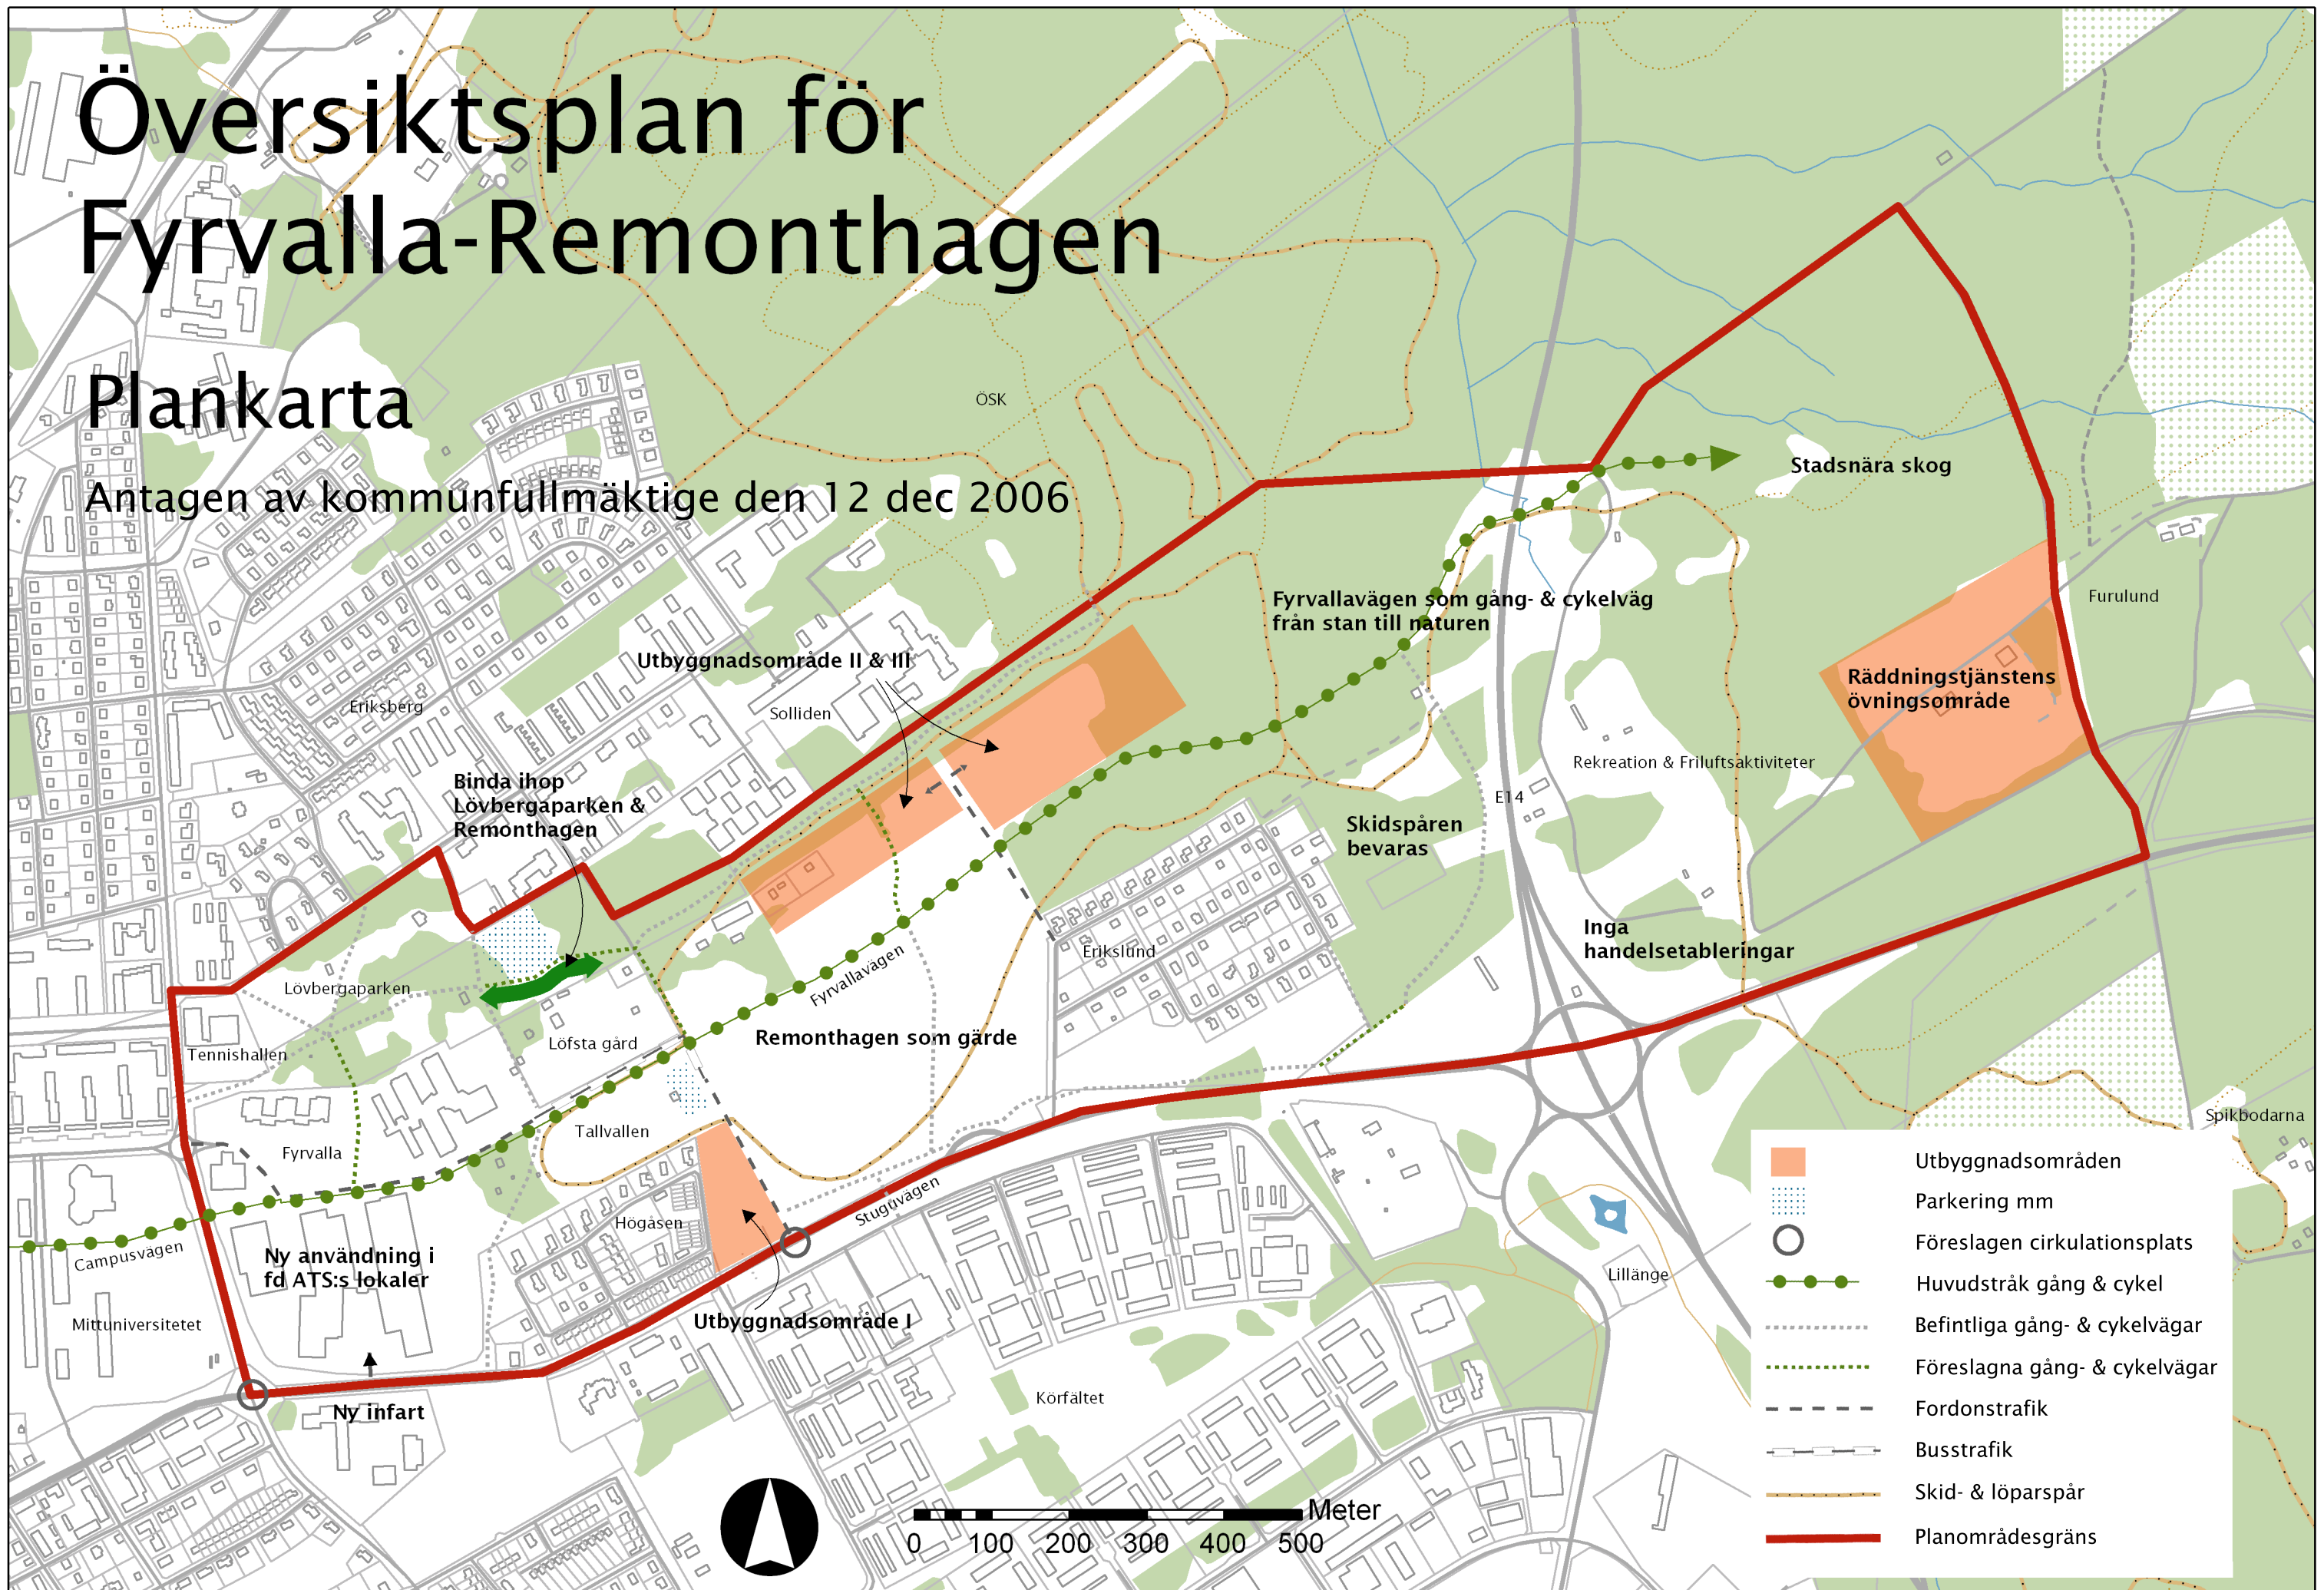 Översiktsplan för
Fyrvalla-Remonthagen
Plankarta
Antagen av kommunfullmäktige den 12 dec 2006
ÖSK
Stadsnära skog
Fyrvallavägen som gång- & cykelväg
från stan till naturen
Furulund
Utbyggnadsområde II & III
Räddningstjänstens
övningsområde
Eriksberg
Solliden
Rekreation & Friluftsaktiviteter
Binda ihop
Lövbergaparken &
Remonthagen
E14
Skidspåren
bevaras
Inga
handelsetableringar
Erikslund
Lövbergaparken
Fyrvallavägen
Tennishallen
Löfsta gård
Remonthagen som gärde
Tallvallen
Fyrvalla
Spikbodarna
Stuguvägen
Högåsen
Campusvägen
Ny användning i
fd ATS:s lokaler
Mittuniversitetet
Utbyggnadsområde I
Lillänge
Körfältet
Ny infart
Utbyggnadsområden
Parkering mm
Föreslagen cirkulationsplats
Huvudstråk gång & cykel
Befintliga gång- & cykelvägar
Föreslagna gång- & cykelvägar
Fordonstrafik
Busstrafik
Skid- & löparspår
Planområdesgräns
Meter
0 100 200 300 400 500